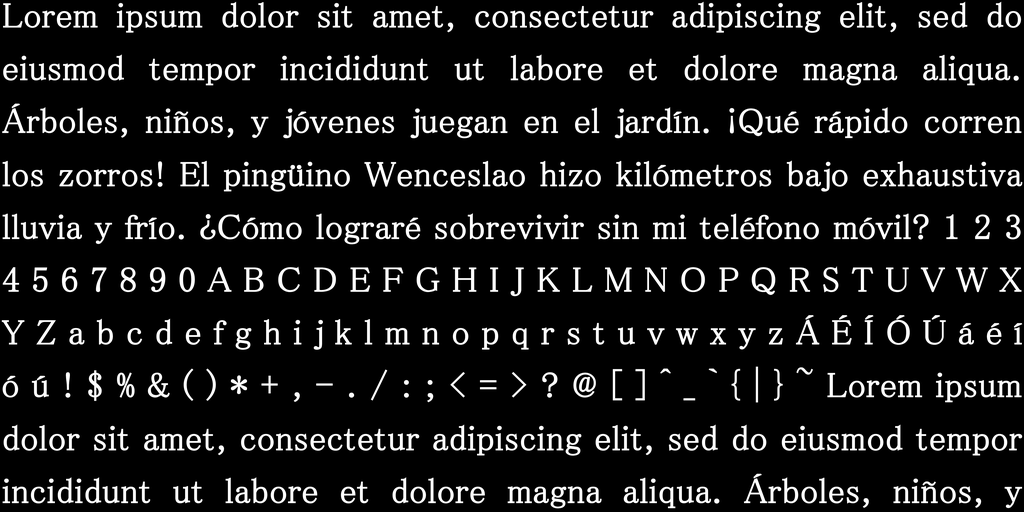 Lorem ipsum dolor sit amet, consectetur adipiscing elit, sed do
eiusmod tempor incididunt ut labore et dolore magna aliqua.
Árboles, niños, y jóvenes juegan en el jardín. ¡Qué rápido corren
los zorros! El pingüino Wenceslao hizo kilómetros bajo exhaustiva
lluvia y frío. ¿Cómo lograré sobrevivir sin mi teléfono móvil? 1 2 3
4 5 6 7 8 9 0 A B C D E F G H I J K L M N O P Q R S T U V W X
Y Z a b c d e f g h i j k l m n o p q r s t u v w x y z Á É Í Ó Ú á é í
ó ú ! $ % & ( ) * + , - . / : ; < = > ? @ [ ] ^ _ ` { | } ~ Lorem ipsum
dolor sit amet, consectetur adipiscing elit, sed do eiusmod tempor
incididunt ut labore et dolore magna aliqua. Árboles, niños, y